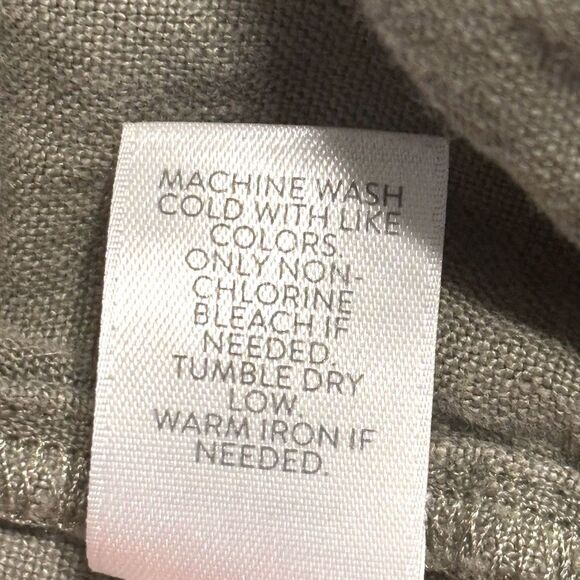 MACHINE WASH
COLD WITH LIKE
COLORS.
ONLY NON-
CHLORINE
BLEACH IF
NEEDED.
TUMBLE DRY
LOW.
WARM IRON IF
NEEDED.